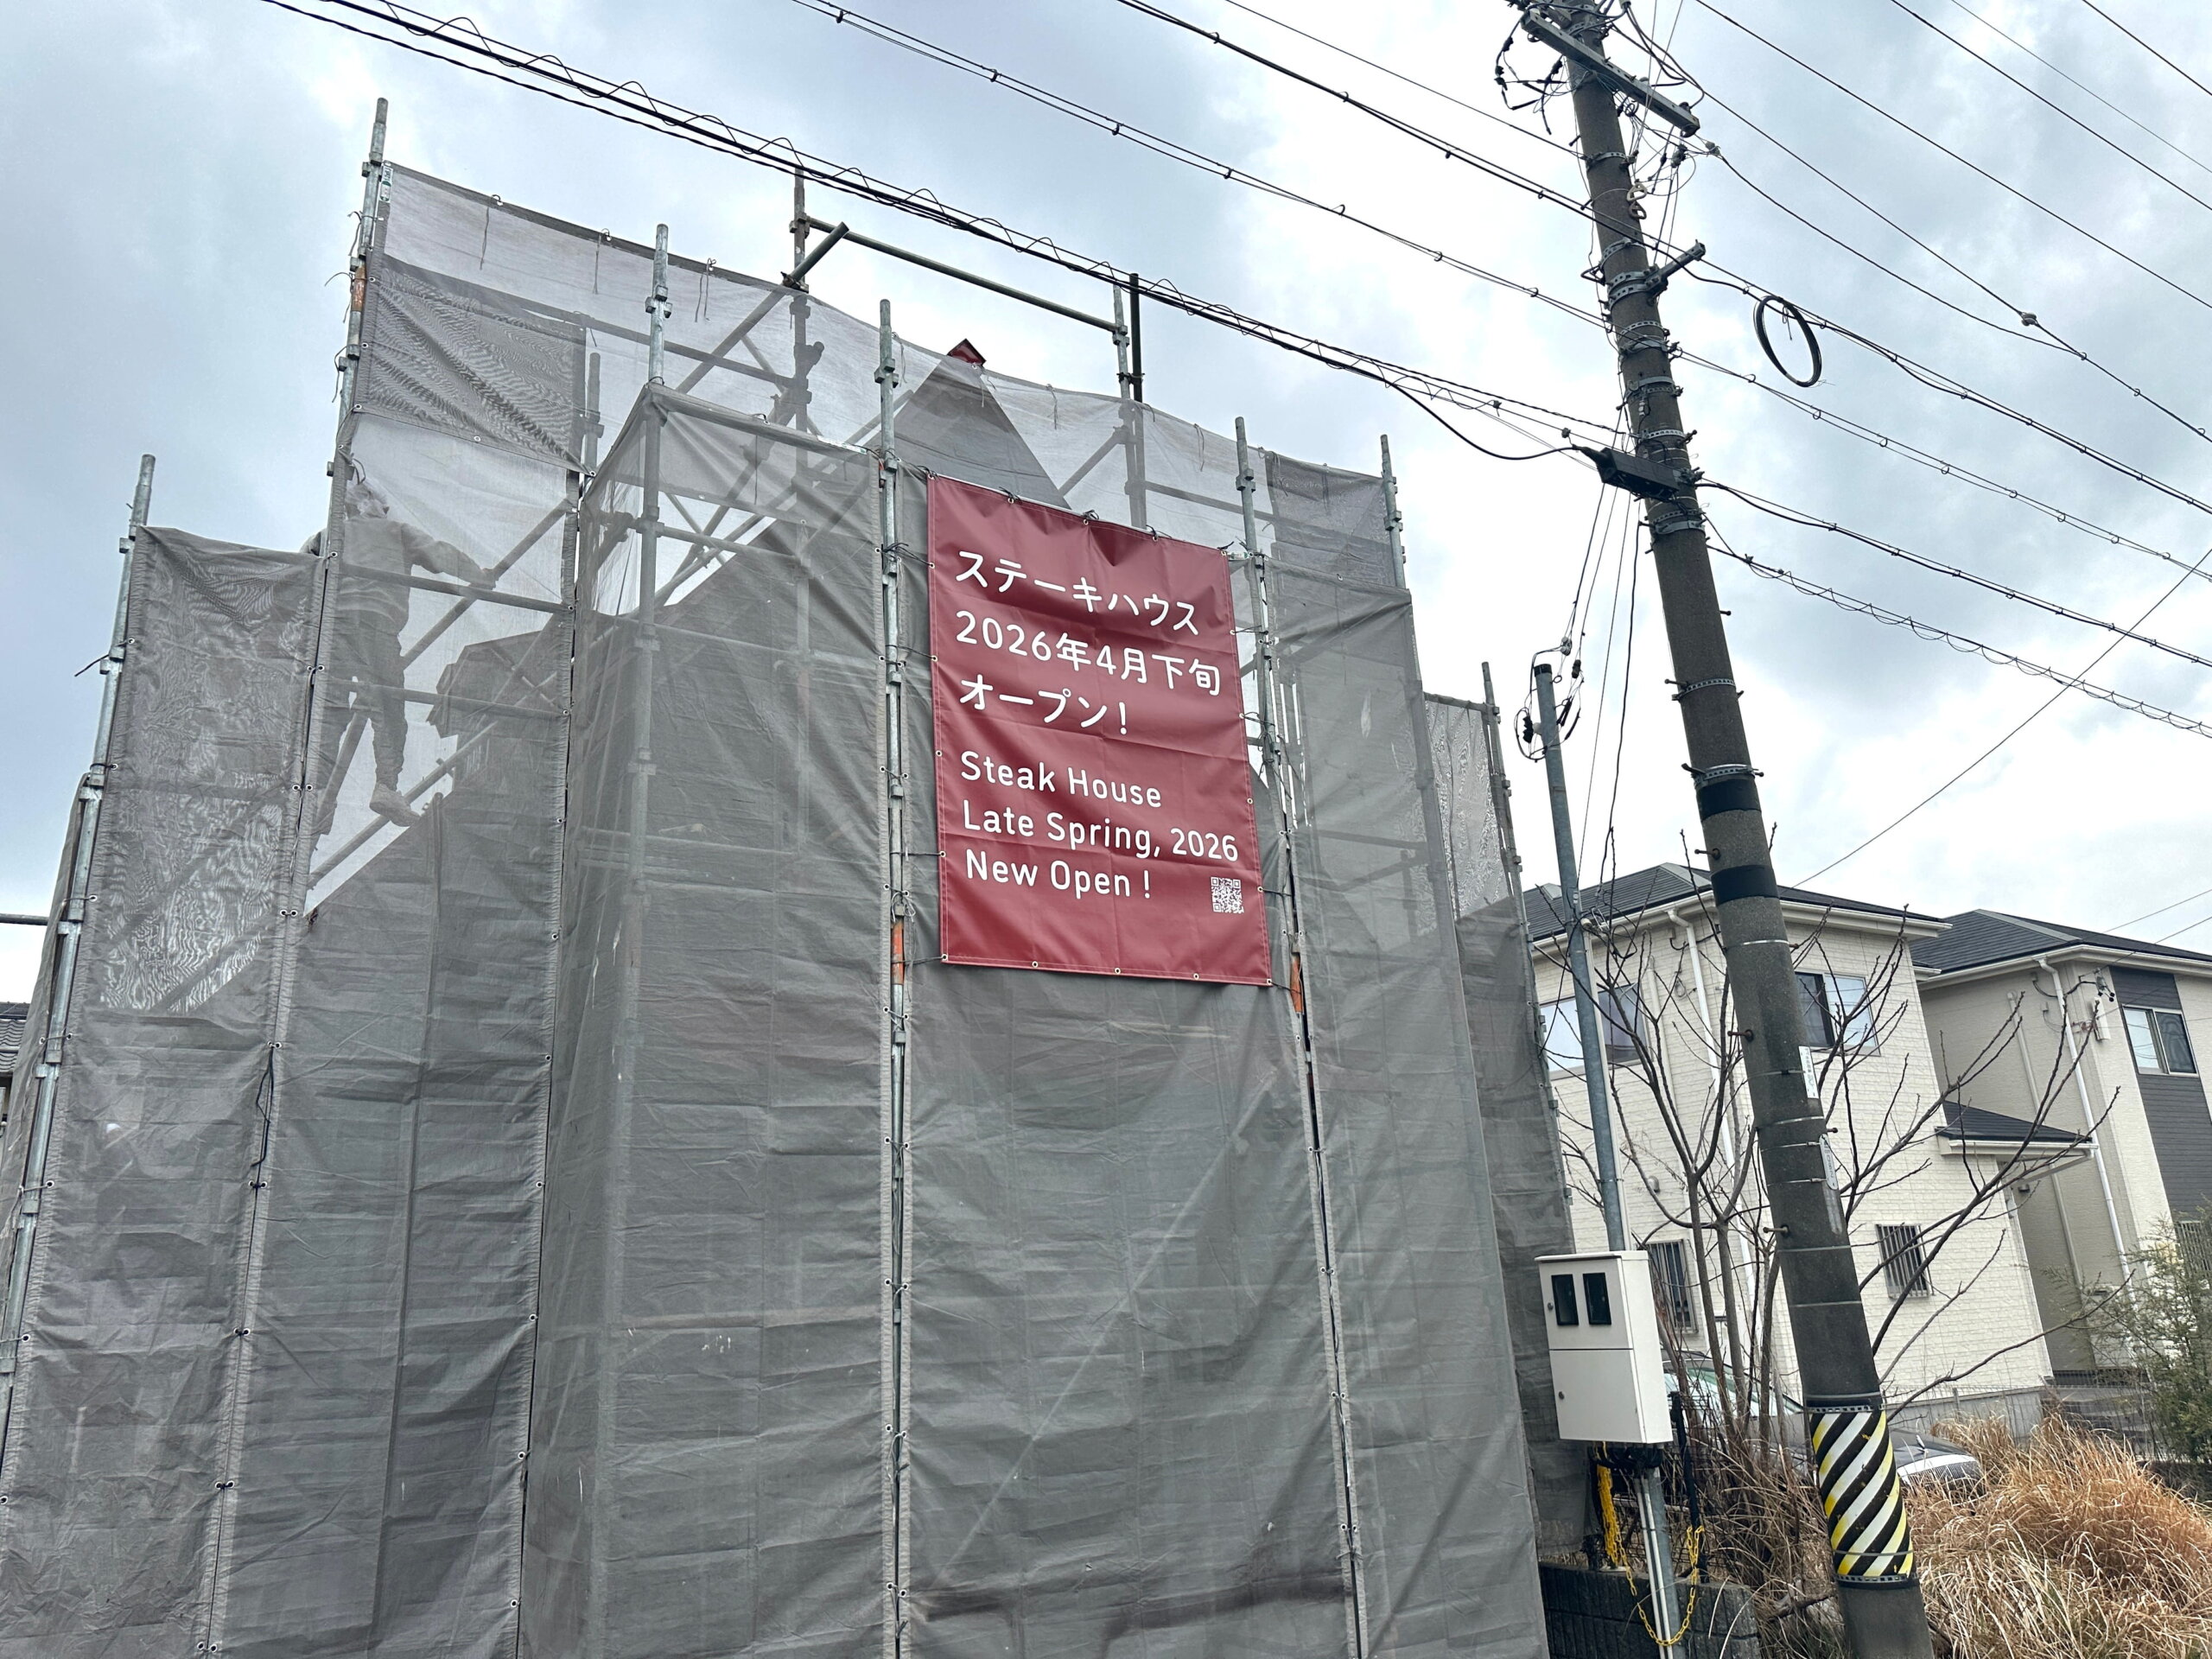 ステーキハウス
2026年4月下旬
オープン！
Steak House
Late Spring, 2026
New Open !